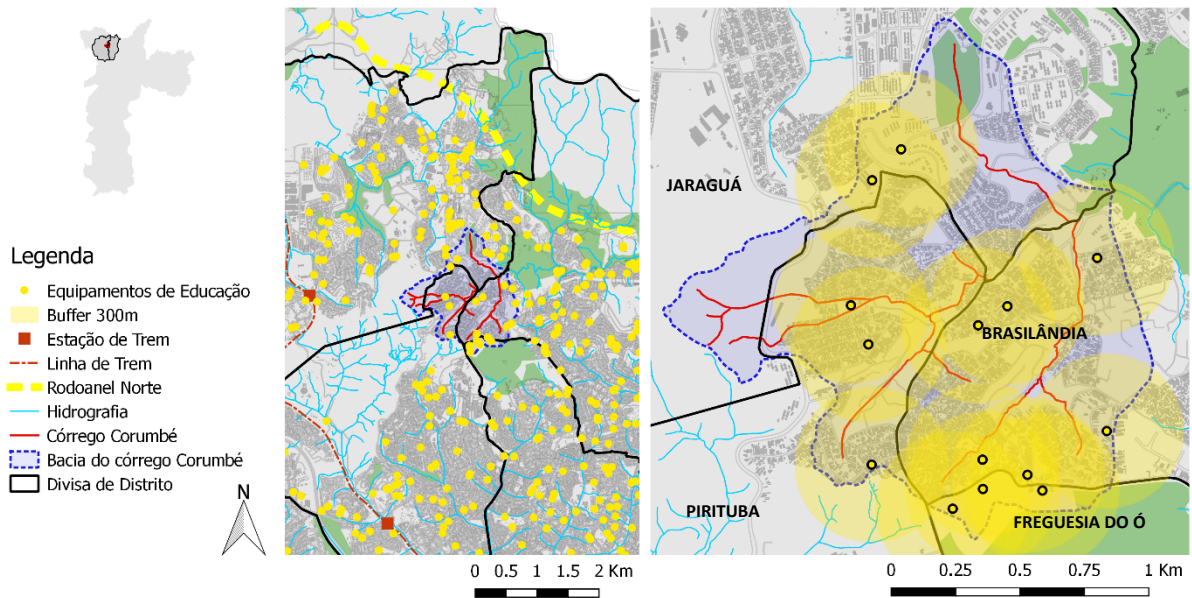 Legenda
Equipamentos de Educação
Buffer 300m
Estação de Trem
Linha de Trem
Rodoanel Norte
Hidrografia
Córrego Corumbé
Bacia do córrego Corumbé
Divisa de Distrito
N
0 0.5 1 1.5 2 Km
JARAGUÁ
BRASILÂNDIA
PIRITUBA
FREGUESIA DO Ó
0 0.25 0.5 0.75 1 Km